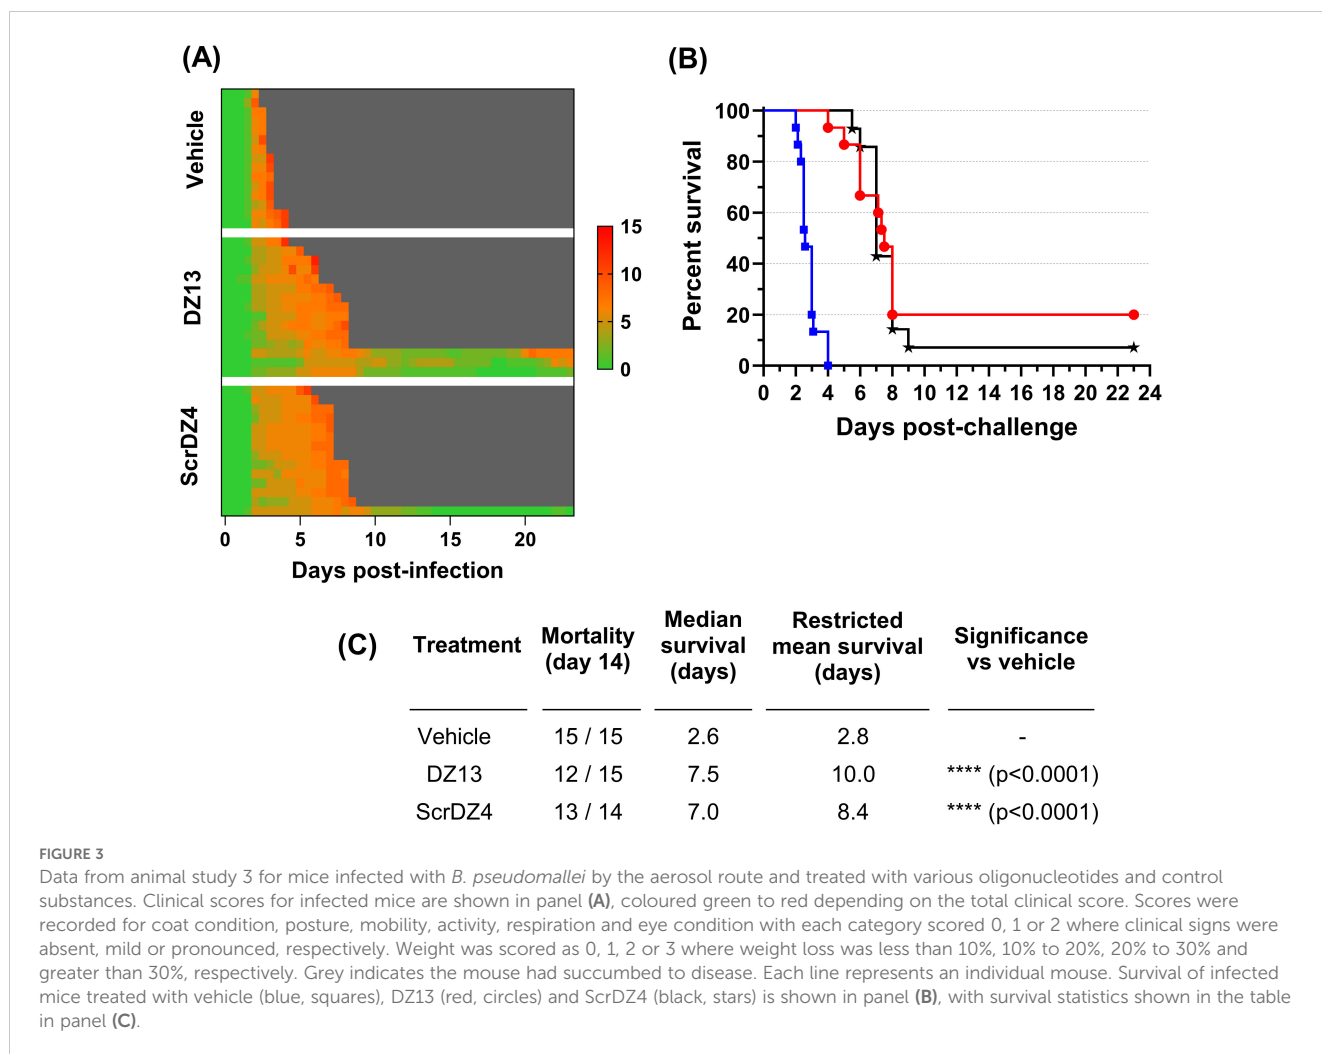 (A)
Vehicle
DZ13
ScrDZ4
15
10
5
0
0 5 10 15 20
Days post-infection
(B)
Percent survival
100
80
60
40
20
0
0 2 4 6 8 10 12 14 16 18 20 22 24
Days post-challenge
(C)
Treatment Mortality (day 14) Median survival (days) Restricted mean survival (days) Significance vs vehicle
Vehicle 15 / 15 2.6 2.8 -
DZ13 12 / 15 7.5 10.0 **** (p<0.0001)
ScrDZ4 13 / 14 7.0 8.4 **** (p<0.0001)
FIGURE 3
Data from animal study 3 for mice infected with B. pseudomallei by the aerosol route and treated with various oligonucleotides and control
substances. Clinical scores for infected mice are shown in panel (A), coloured green to red depending on the total clinical score. Scores were
recorded for coat condition, posture, mobility, activity, respiration and eye condition with each category scored 0, 1 or 2 where clinical signs were
absent, mild or pronounced, respectively. Weight was scored as 0, 1, 2 or 3 where weight loss was less than 10%, 10% to 20%, 20% to 30% and
greater than 30%, respectively. Grey indicates the mouse had succumbed to disease. Each line represents an individual mouse. Survival of infected
mice treated with vehicle (blue, squares), DZ13 (red, circles) and ScrDZ4 (black, stars) is shown in panel (B), with survival statistics shown in the table
in panel (C).